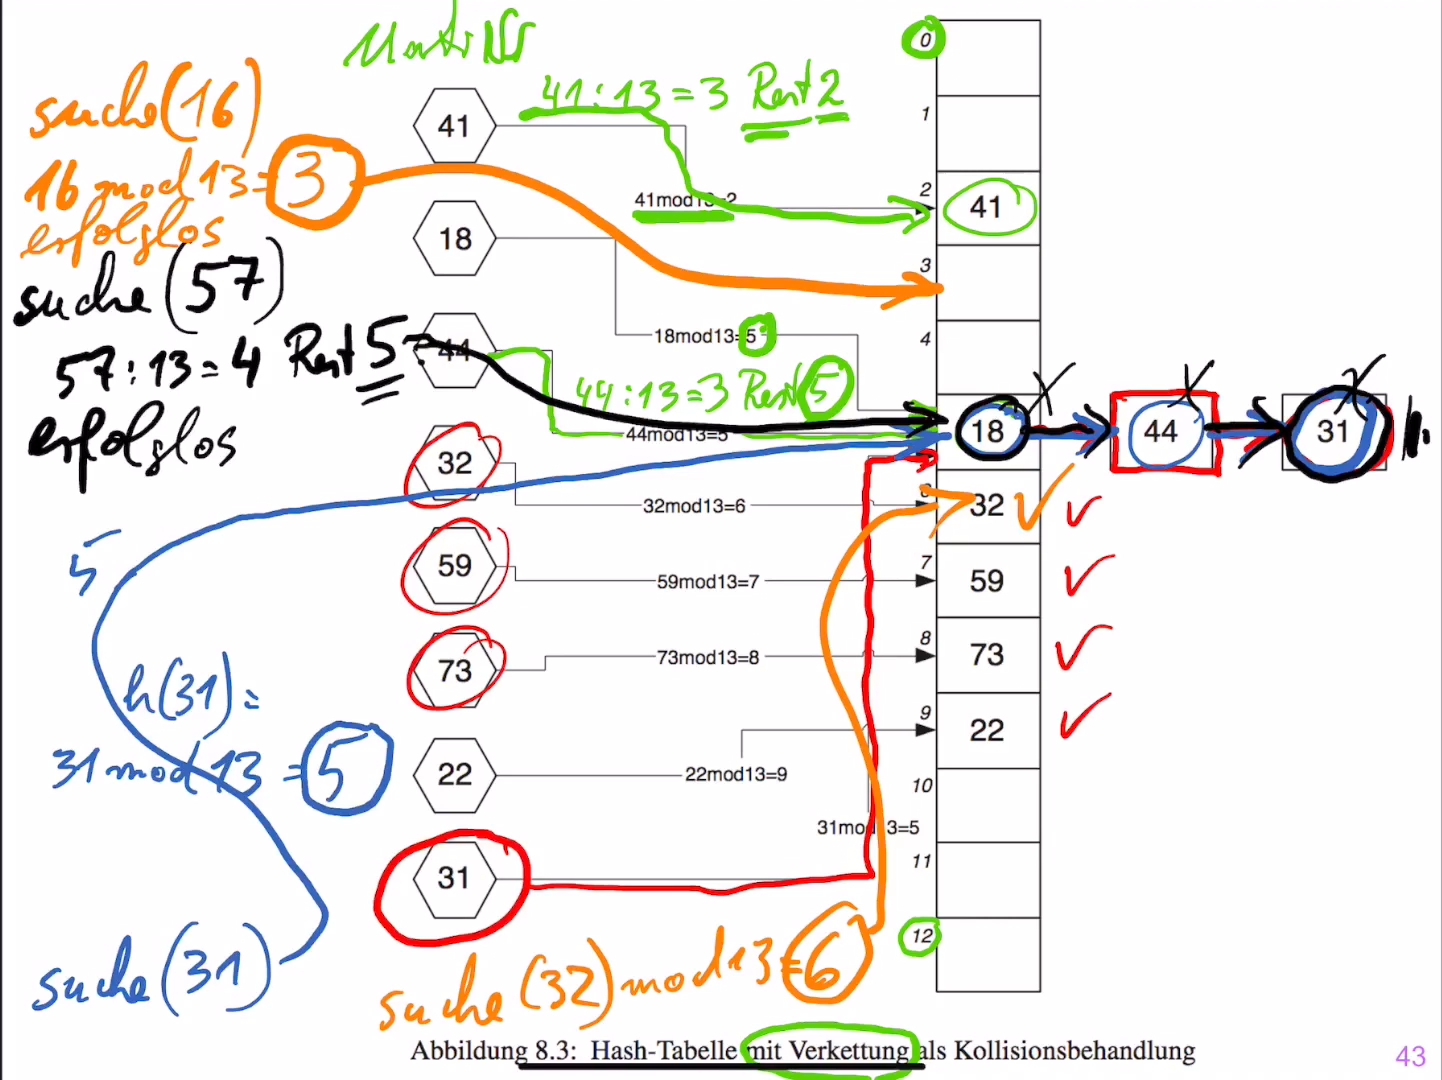 MatrNr
suche(16)
16 mod 13 = 3
erfolglos
suche(57)
57:13=4 Rest 5
erfolglos
5
h(31)=
31 mod 13 = 5
suche(31)
41
41:13=3 Rest 2
41mod13=2
18
18mod13=5
44
44:13=3 Rest 5
44mod13=5
32
32mod13=6
59
59mod13=7
73
73mod13=8
22
22mod13=9
31
31mod13=5
suche(32) mod 13 = 6
0
1
2 41
3
4
18 44 31
6 32
7 59
8 73
9 22
10
11
12
Abbildung 8.3: Hash-Tabelle mit Verkettung als Kollisionsbehandlung
43